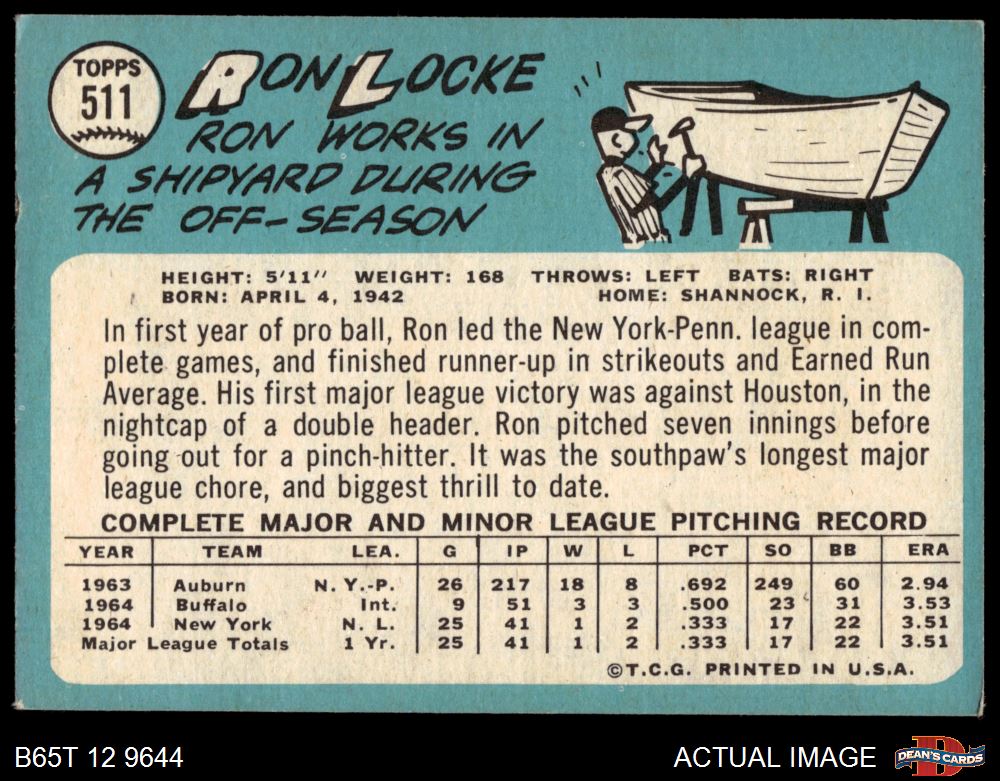 TOPPS
511
RON LOCKE
RON WORKS IN
A SHIPYARD DURING
THE OFF-SEASON
HEIGHT: 5'11" WEIGHT: 168 THROWS: LEFT BATS: RIGHT
BORN: APRIL 4, 1942 HOME: SHANNOCK, R. I.
In first year of pro ball, Ron led the New York-Penn. league in com-
plete games, and finished runner-up in strikeouts and Earned Run
Average. His first major league victory was against Houston, in the
nightcap of a double header. Ron pitched seven innings before
going out for a pinch-hitter. It was the southpaw's longest major
league chore, and biggest thrill to date.
COMPLETE MAJOR AND MINOR LEAGUE PITCHING RECORD
YEAR TEAM LEA. G IP W L PCT SO BB ERA
1963 Auburn N. Y.-P. 26 217 18 8 .692 249 60 2.94
1964 Buffalo Int. 9 51 3 3 .500 23 31 3.53
1964 New York N. L. 25 41 1 2 .333 17 22 3.51
Major League Totals 1 Yr. 25 41 1 2 .333 17 22 3.51
©T.C.G. PRINTED IN U.S.A.
B65T 12 9644 ACTUAL IMAGE DEAN'S CARDS